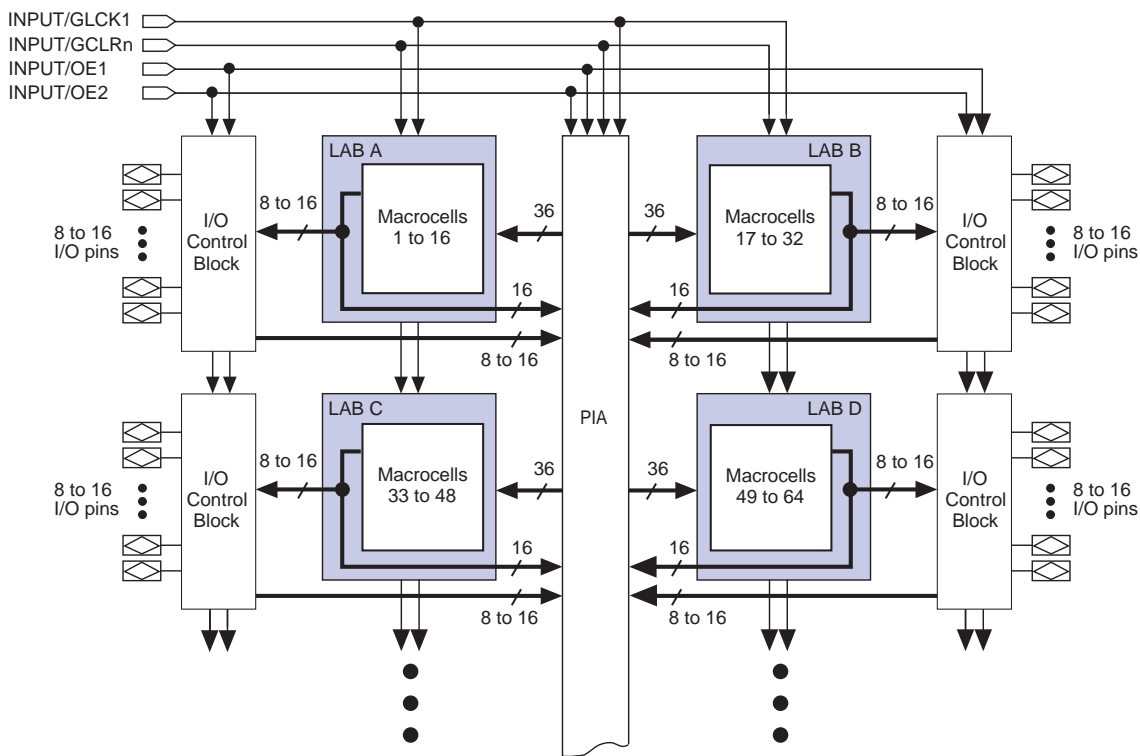 INPUT/GLCK1
INPUT/GCLRn
INPUT/OE1
INPUT/OE2
LAB A
LAB B
8 to 16
I/O pins
I/O
Control
Block
8 to 16
Macrocells
1 to 16
36
36
Macrocells
17 to 32
8 to 16
I/O
Control
Block
8 to 16
I/O pins
16
16
8 to 16
8 to 16
LAB C
PIA
LAB D
8 to 16
I/O pins
I/O
Control
Block
8 to 16
Macrocells
33 to 48
36
36
Macrocells
49 to 64
8 to 16
I/O
Control
Block
8 to 16
I/O pins
16
16
8 to 16
8 to 16